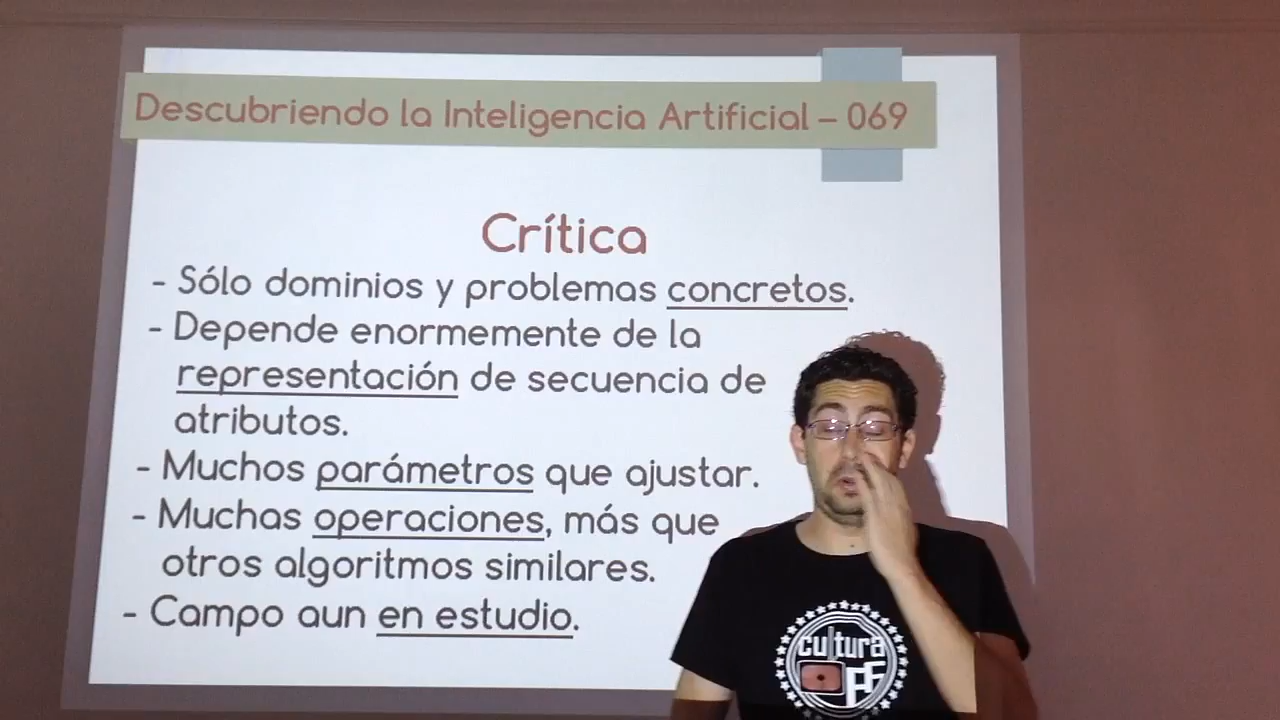 Descubriendo la Inteligencia Artificial – 069
Crítica
- Sólo dominios y problemas concretos.
- Depende enormemente de la
representación de secuencia de
atributos.
- Muchos parámetros que ajustar.
- Muchas operaciones, más que
otros algoritmos similares.
- Campo aun en estudio.
cultura